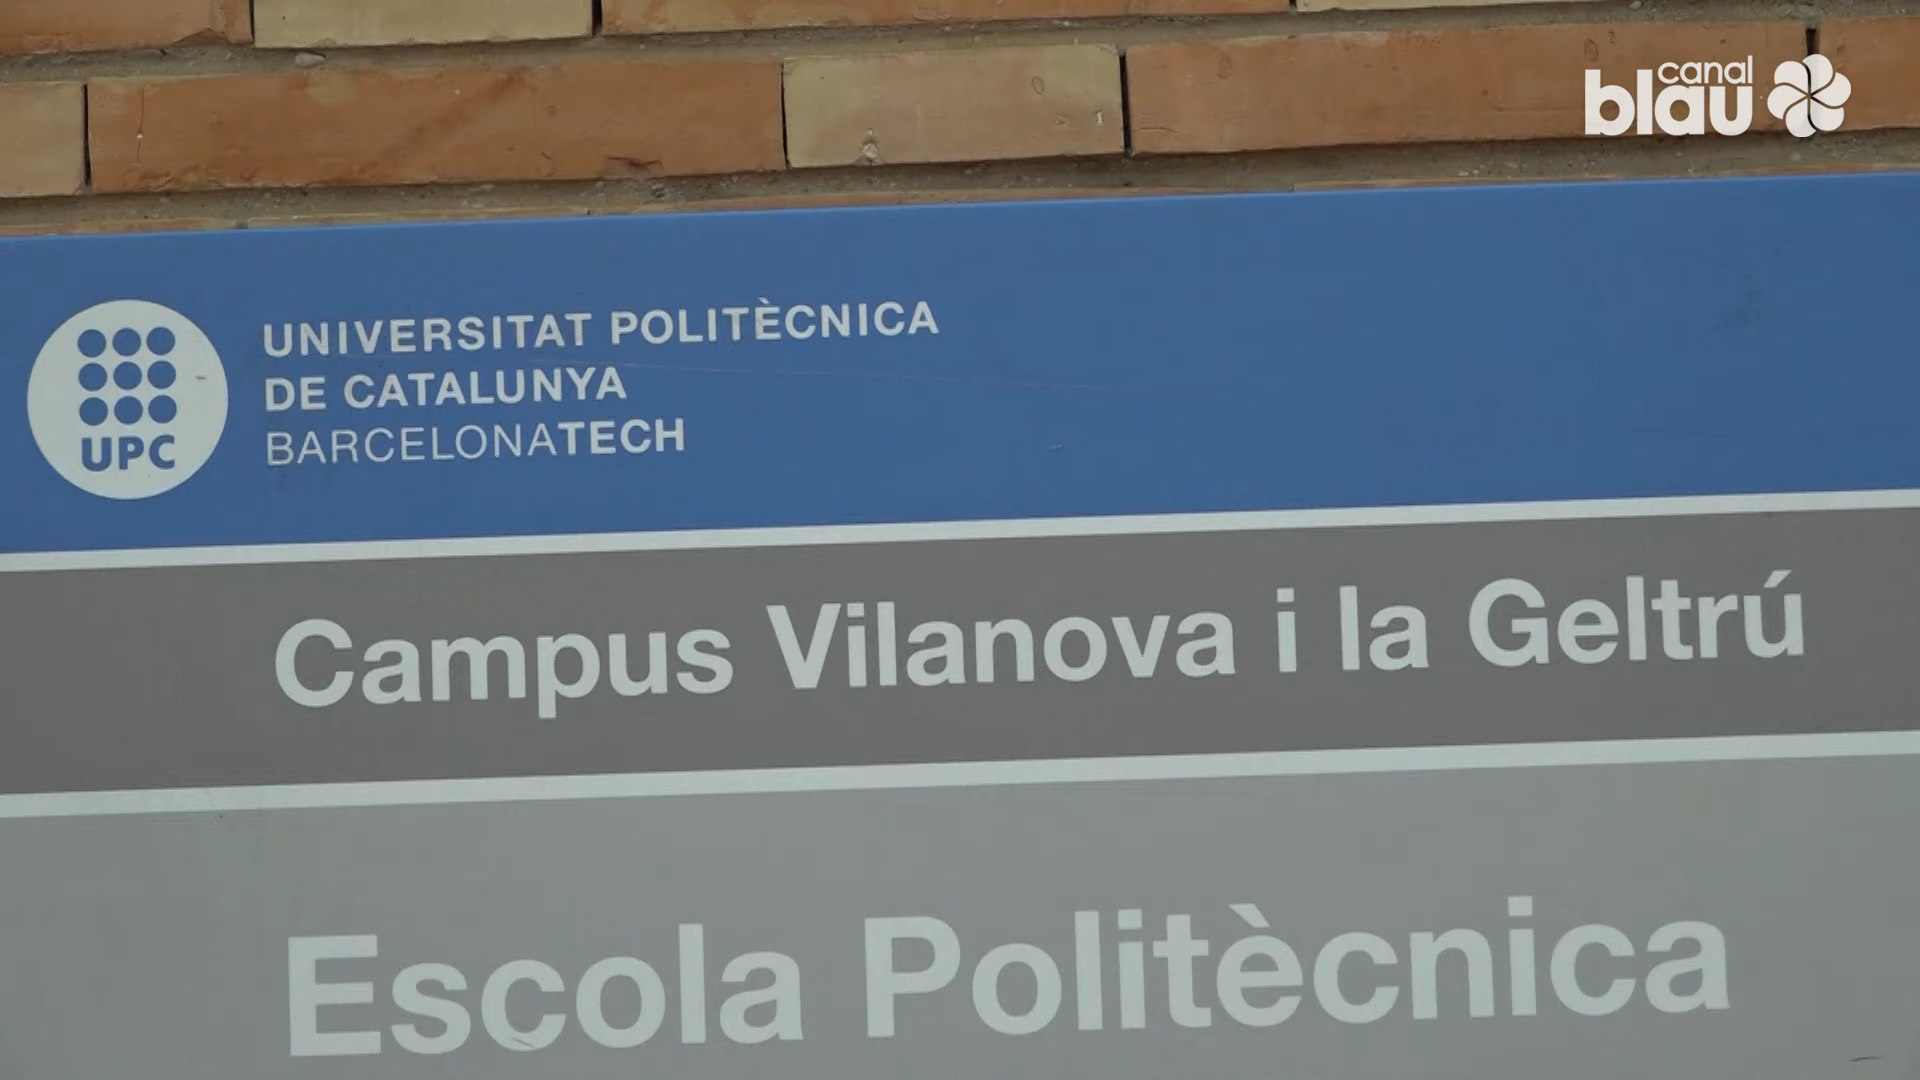 canal
blau
UNIVERSITAT POLITÈCNICA
DE CATALUNYA
BARCELONATECH
UPC
Campus Vilanova i la Geltrú
Escola Politècnica